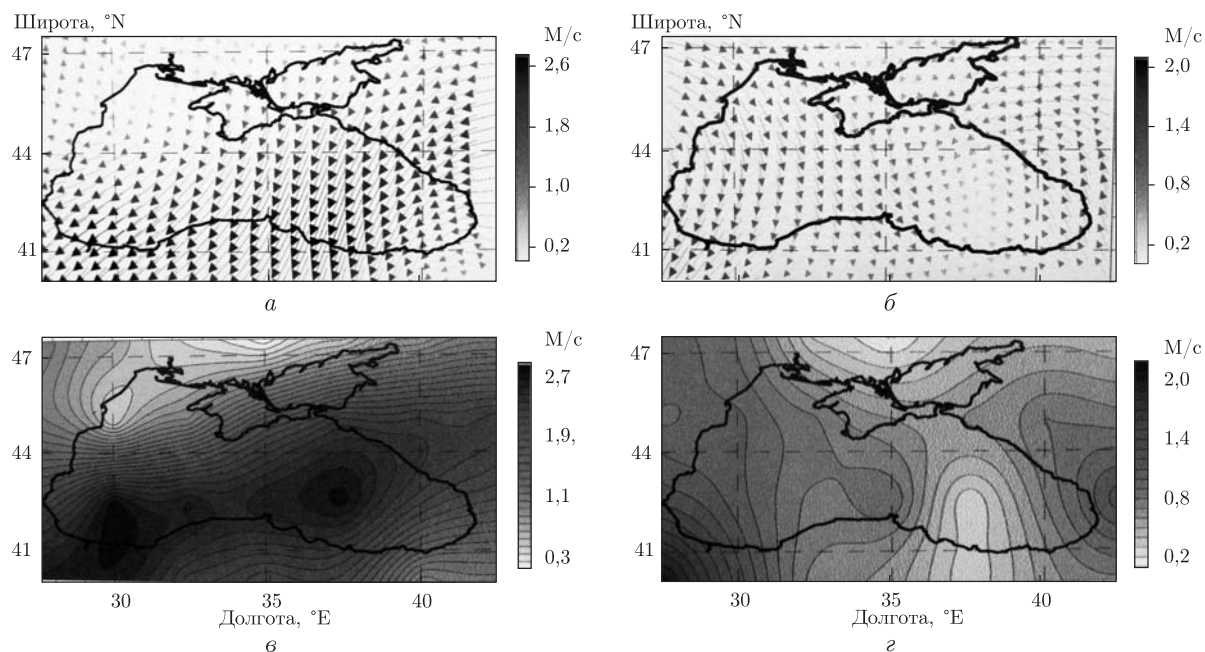 Широта, °N
М/с
47
44
41
2,6
1,8
1,0
0,2
а
Широта, °N
М/с
47
44
41
2,0
1,4
0,8
0,2
б
М/с
47
44
41
2,7
1,9,
1,1
0,3
30
35
40
Долгота, °E
в
М/с
47
44
41
2,0
1,4
0,8
0,2
30
35
40
Долгота, °E
г